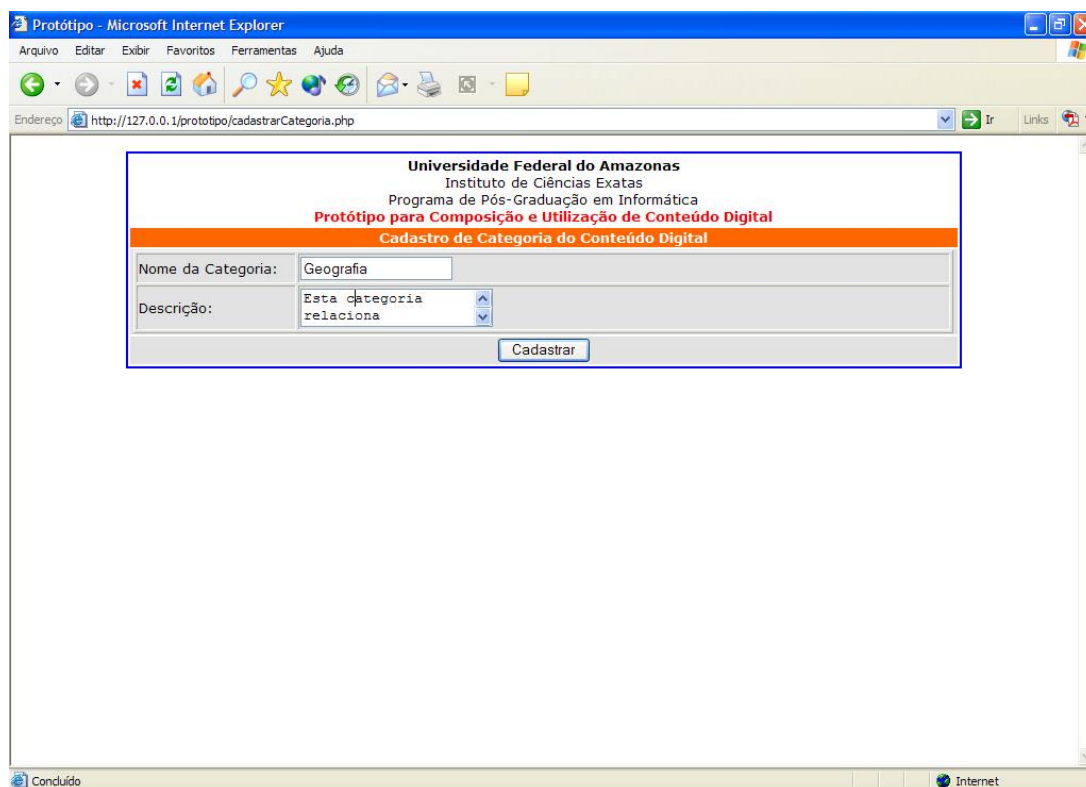 Protótipo - Microsoft Internet Explorer
Arquivo Editar Exibir Favoritos Ferramentas Ajuda
Endereço http://127.0.0.1/prototipo/cadastrarCategoria.php Ir Links
Universidade Federal do Amazonas
Instituto de Ciências Exatas
Programa de Pós-Graduação em Informática
Protótipo para Composição e Utilização de Conteúdo Digital
Cadastro de Categoria do Conteúdo Digital
Nome da Categoria: Geografia
Descrição: Esta categoria
relaciona
Cadastrar
Concluído Internet